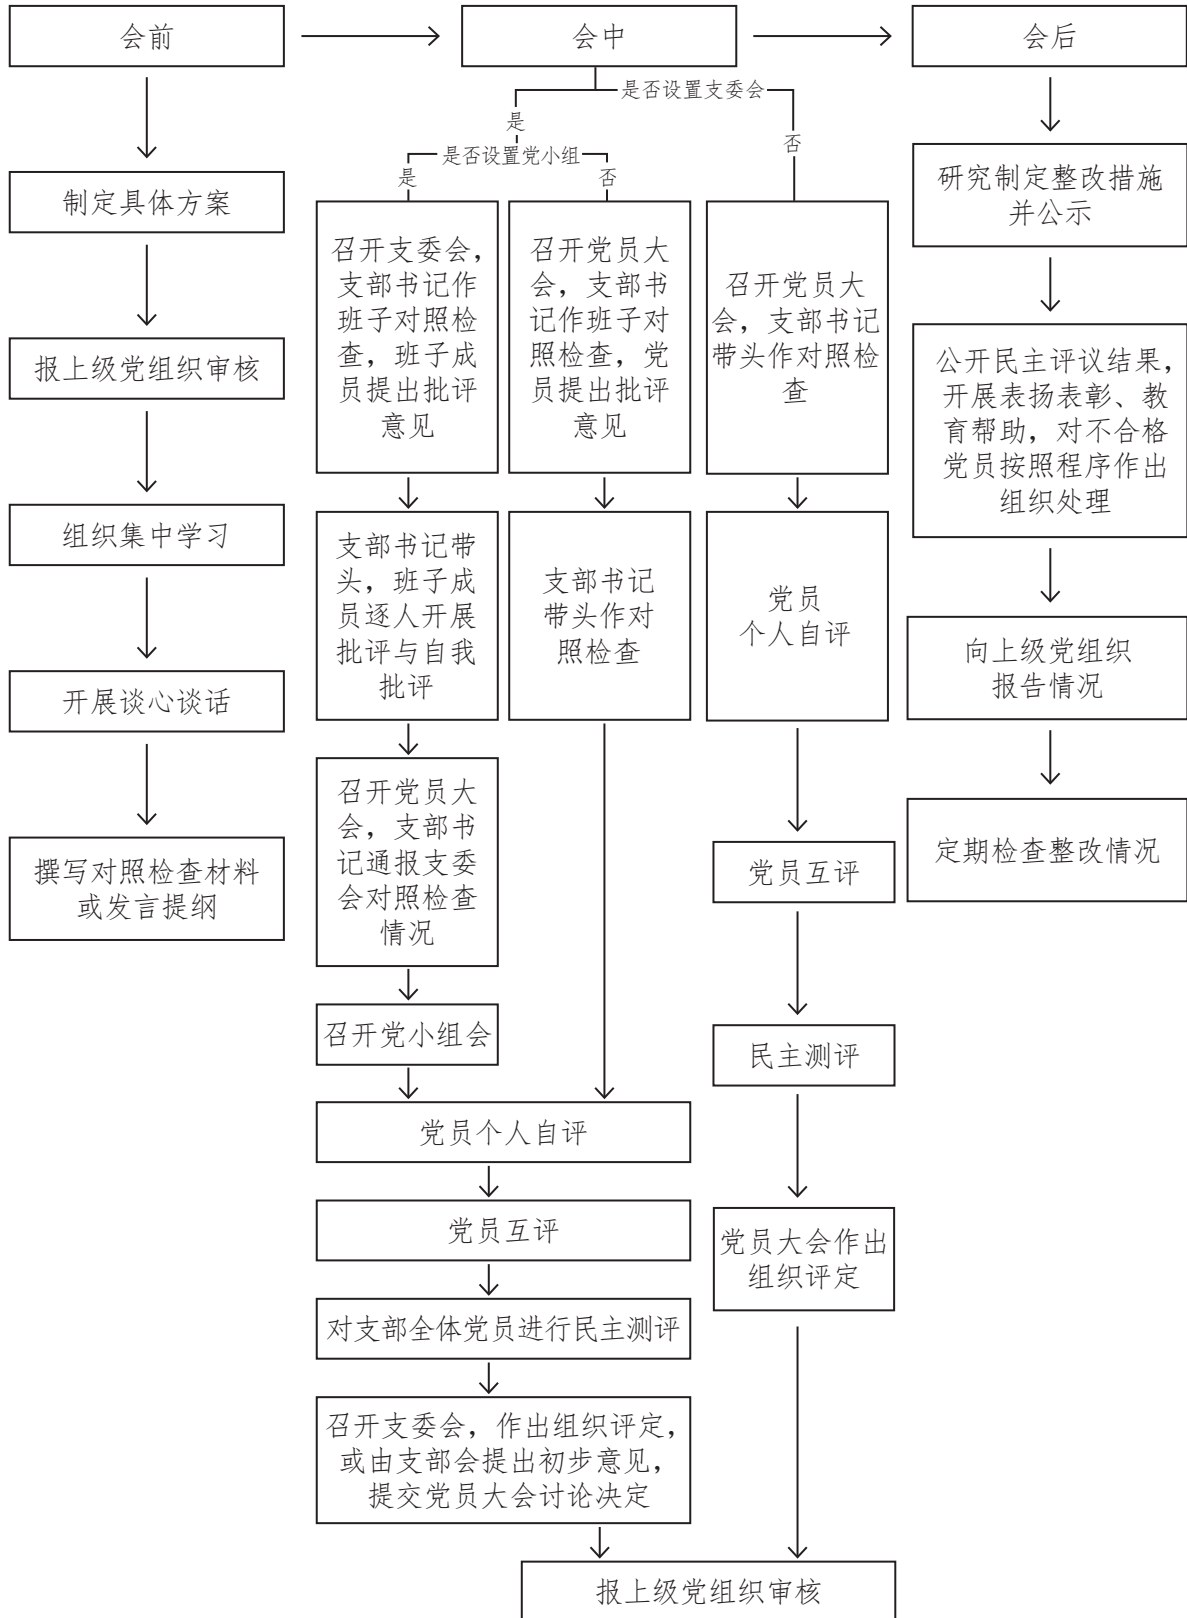 会前
会中
会后
制定具体方案
报上级党组织审核
组织集中学习
开展谈心谈话
撰写对照检查材料
或发言提纲
是否设置支委会
是
否
是否设置党小组
是
否
召开支委会，
支部书记作
班子对照检
查，班子成
员提出批评
意见
支部书记带
头，班子成
员逐人开展
批评与自我
批评
召开党员大
会，支部书
记通报支委
会对照检查
情况
召开党小组会
召开党员大
会，支部书
记作班子对
照检查，党
员提出批评
意见
支部书记
带头作对
照检查
党员个人自评
党员互评
对支部全体党员进行民主测评
召开支委会，作出组织评定，
或由支部会提出初步意见，
提交党员大会讨论决定
召开党员大
会，支部书记
带头作对照检
查
党员
个人自评
党员互评
民主测评
党员大会作出
组织评定
报上级党组织审核
研究制定整改措施
并公示
公开民主评议结果，
开展表扬表彰、教
育帮助，对不合格
党员按照程序作出
组织处理
向上级党组织
报告情况
定期检查整改情况